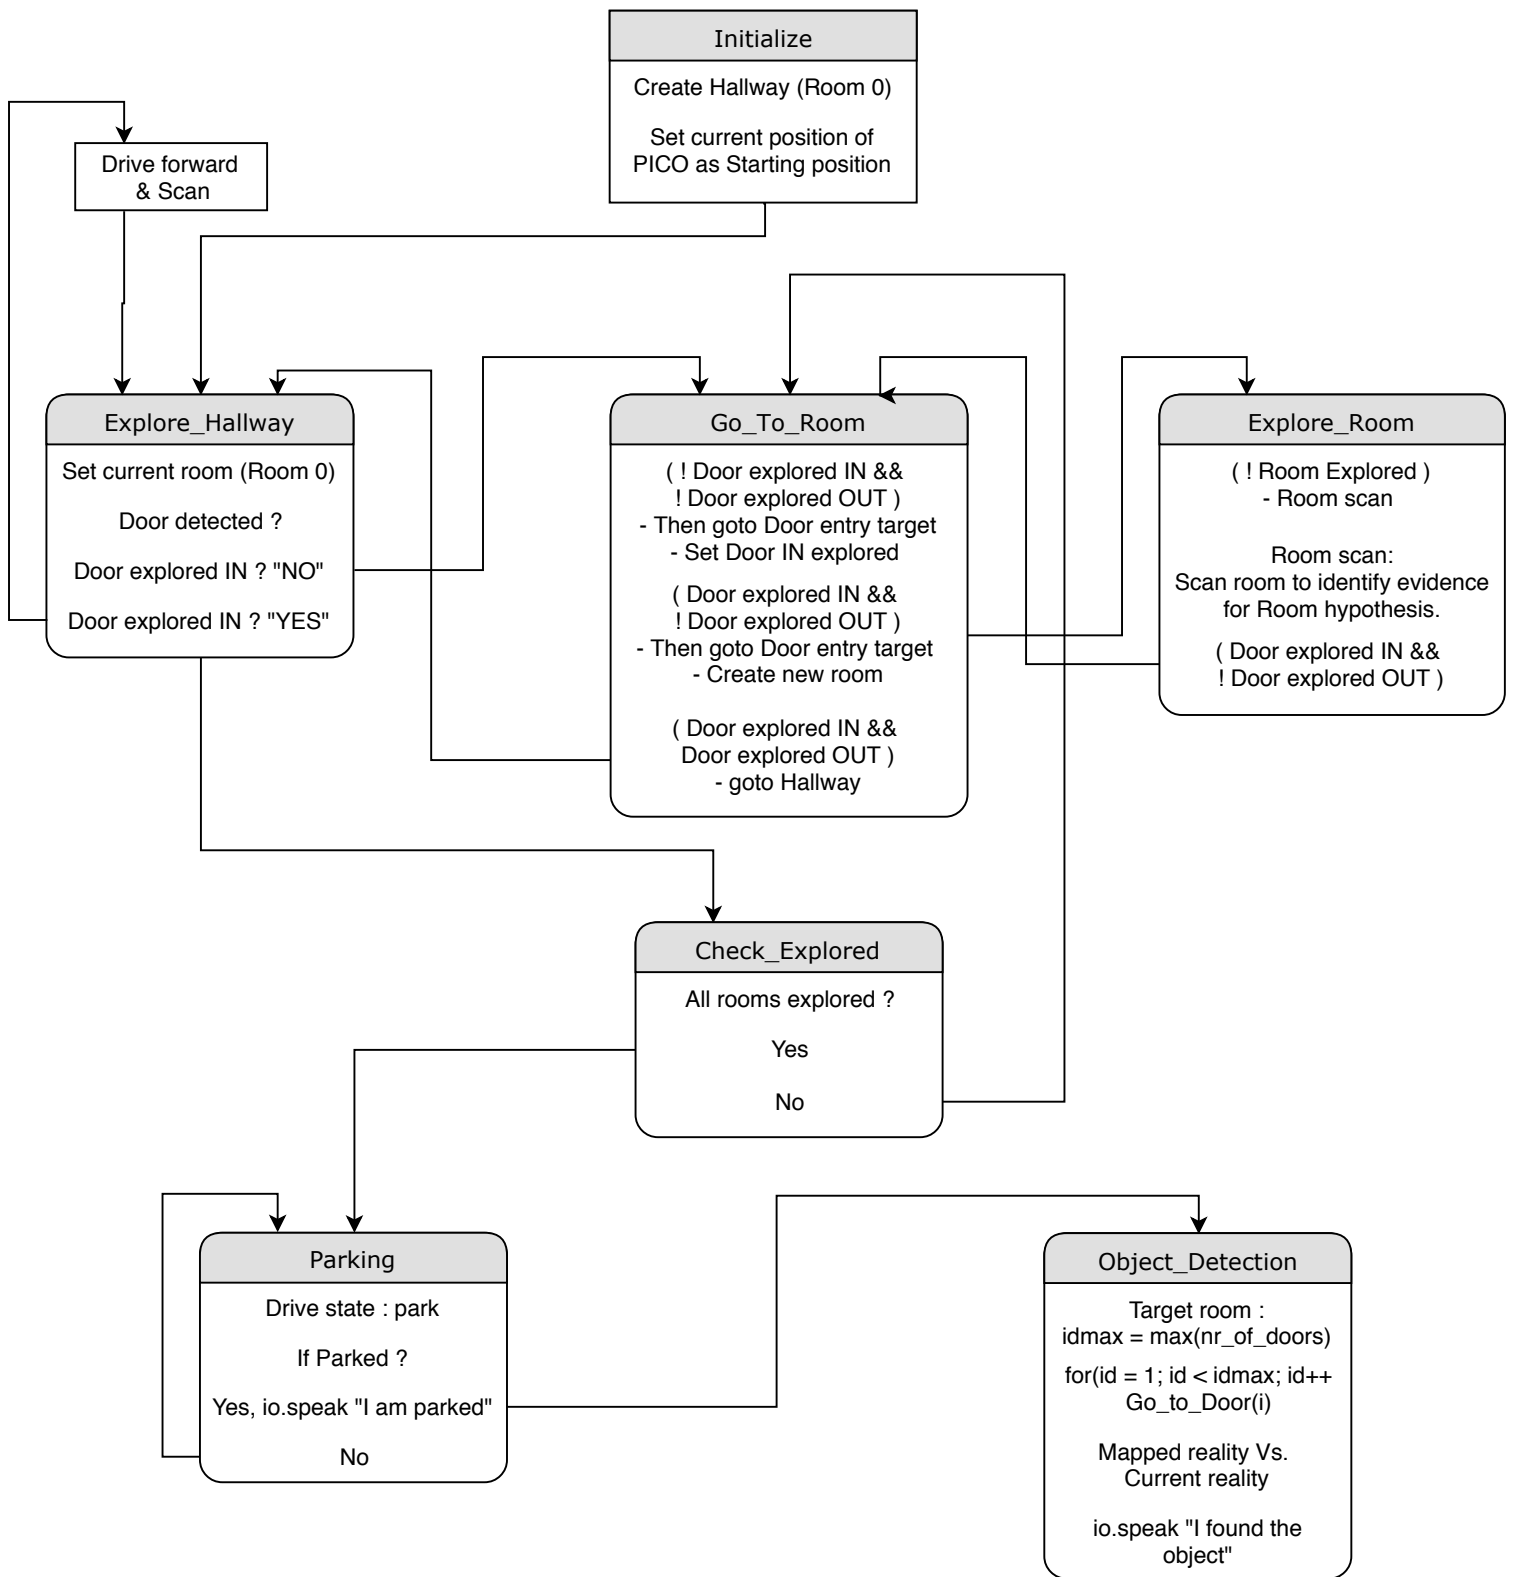 Initialize
Create Hallway (Room 0)
Set current position of
PICO as Starting position
Drive forward
& Scan
Explore_Hallway
Set current room (Room 0)
Door detected ?
Door explored IN ? "NO"
Door explored IN ? "YES"
Go_To_Room
( ! Door explored IN &&
! Door explored OUT )
- Then goto Door entry target
- Set Door IN explored
( Door explored IN &&
! Door explored OUT )
- Then goto Door entry target
- Create new room
( Door explored IN &&
Door explored OUT )
- goto Hallway
Explore_Room
( ! Room Explored )
- Room scan
Room scan:
Scan room to identify evidence
for Room hypothesis.
( Door explored IN &&
! Door explored OUT )
Check_Explored
All rooms explored ?
Yes
No
Parking
Drive state : park
If Parked ?
Yes, io.speak "I am parked"
No
Object_Detection
Target room :
idmax = max(nr_of_doors)
for(id = 1; id < idmax; id++
Go_to_Door(i)
Mapped reality Vs.
Current reality
io.speak "I found the
object"